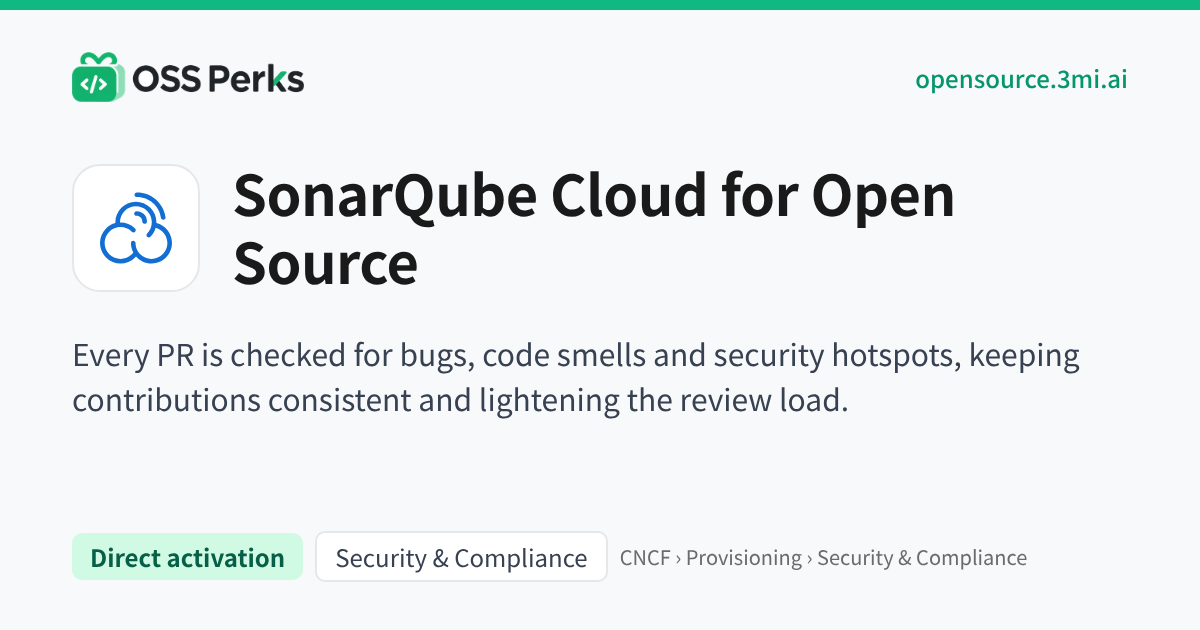 </> OSS Perks
opensource.3mi.ai
SonarQube Cloud for Open
Source
Every PR is checked for bugs, code smells and security hotspots, keeping
contributions consistent and lightening the review load.
Direct activation
Security & Compliance
CNCF › Provisioning › Security & Compliance